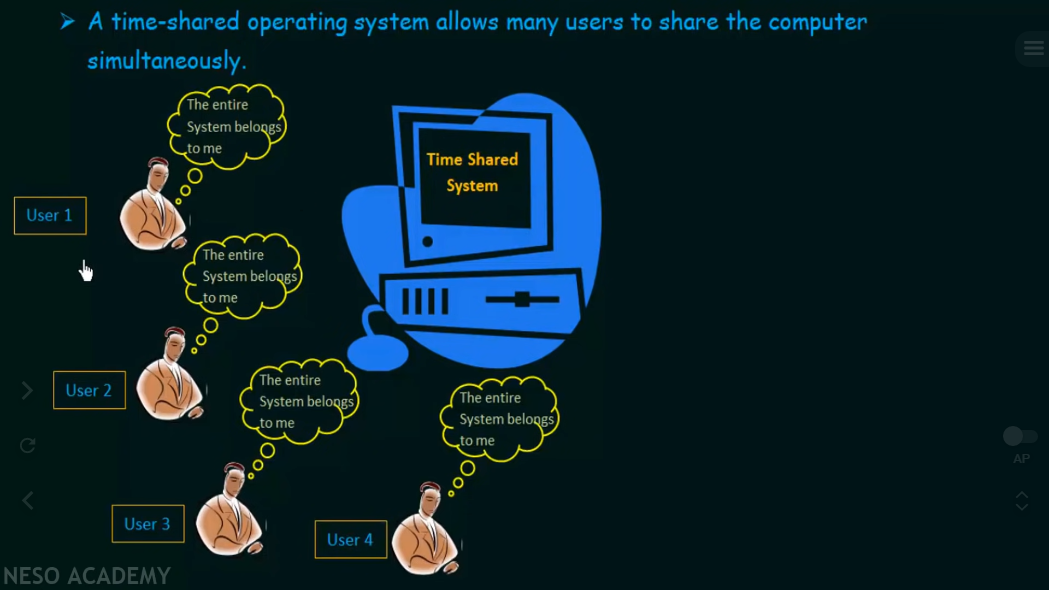 ➤ A time-shared operating system allows many users to share the computer
simultaneously.
The entire
System belongs
to me
Time Shared
System
User 1
The entire
System belongs
to me
User 2
The entire
System belongs
to me
The entire
System belongs
to me
User 3
User 4
AP
NESO ACADEMY